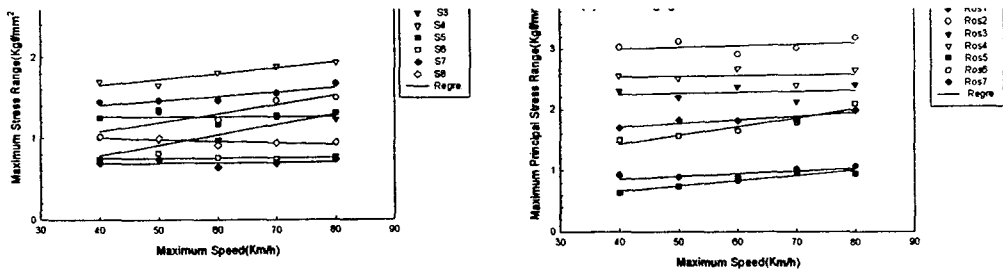 S3
S4
S5
S6
S7
S8
Regre
Maximum Stress Range(Kgf/mm²
2
1
0
30 40 50 60 70 80 90
Maximum Speed(Km/h)
Ros2
Ros3
Ros4
Ros5
Ros6
Ros7
Regre
Maximum Principal Stress Range(Kgf/mm²
3
2
1
0
30 40 50 60 70 80 90
Maximum Speed(Km/h)